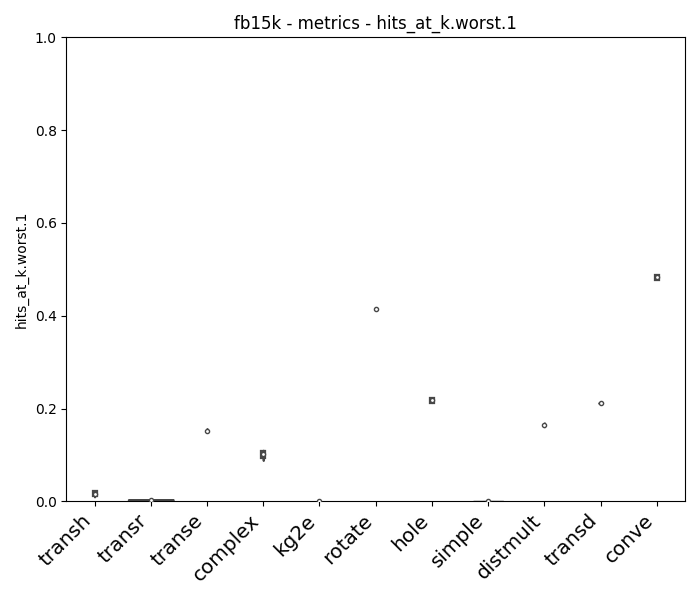 fb15k - metrics - hits_at_k.worst.1
hits_at_k.worst.1
1.0
0.8
0.6
0.4
0.2
0.0
transh
transr
transe
complex
kg2e
rotate
hole
simple
distmult
transd
conve